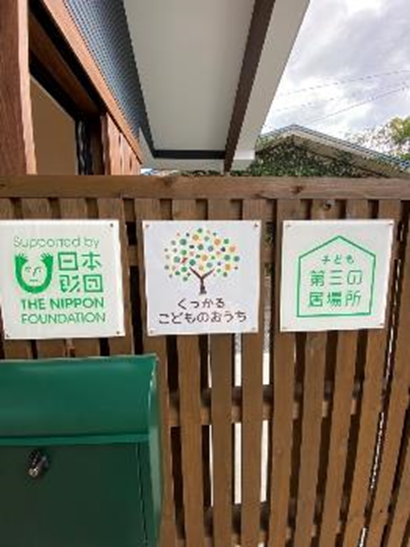 Supported by
日本
財団
THE NIPPON
FOUNDATION
くっかる
こどものおうち
子ども
第三の
居場所